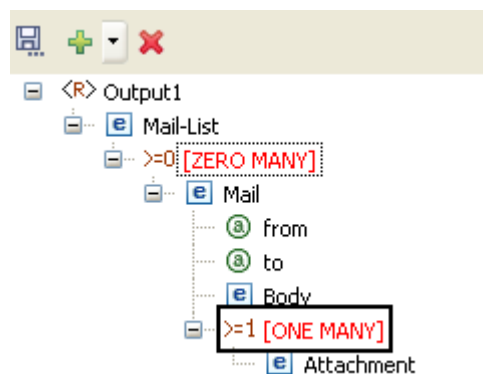 <R> Output1
e Mail-List
>=0 [ZERO MANY]
e Mail
a from
a to
e Body
>=1 [ONE MANY]
e Attachment